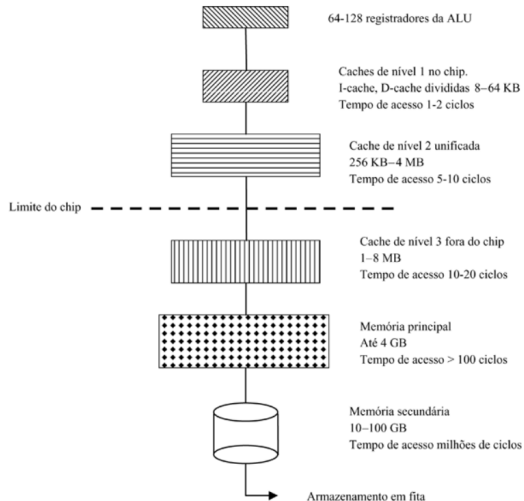 64-128 registradores da ALU
Caches de nível 1 no chip.
I-cache, D-cache divididas 8–64 KB
Tempo de acesso 1-2 ciclos
Cache de nível 2 unificada
256 KB–4 MB
Tempo de acesso 5-10 ciclos
Limite do chip
Cache de nível 3 fora do chip
1–8 MB
Tempo de acesso 10-20 ciclos
Memória principal
Até 4 GB
Tempo de acesso > 100 ciclos
Memória secundária
10–100 GB
Tempo de acesso milhões de ciclos
Armazenamento em fita